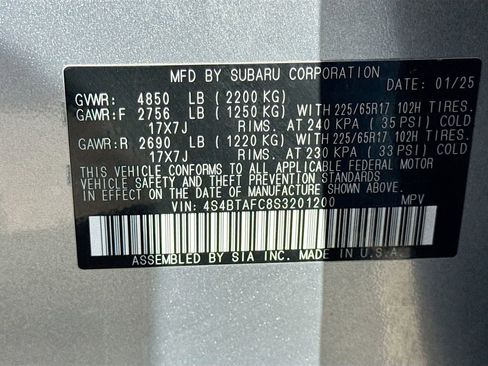 MFD BY SUBARU CORPORATION
DATE: 01/25
GVWR: 4850 LB ( 2200 KG)
GAWR:F 2756 LB ( 1250 KG) WITH 225/65R17 102H TIRES.
17X7J RIMS. AT 240 KPA ( 35 PSI) COLD
GAWR:R 2690 LB ( 1220 KG) WITH 225/65R17 102H TIRES.
17X7J RIMS. AT 230 KPA ( 33 PSI) COLD
THIS VEHICLE CONFORMS TO ALL APPLICABLE FEDERAL MOTOR
VEHICLE SAFETY AND THEFT PREVENTION STANDARDS IN EFFECT
ON THE DATE OF MANUFACTURE SHOWN ABOVE.
VIN: 4S4BTAFC8S3201200 MPV
ASSEMBLED BY SIA INC. MADE IN U.S.A.